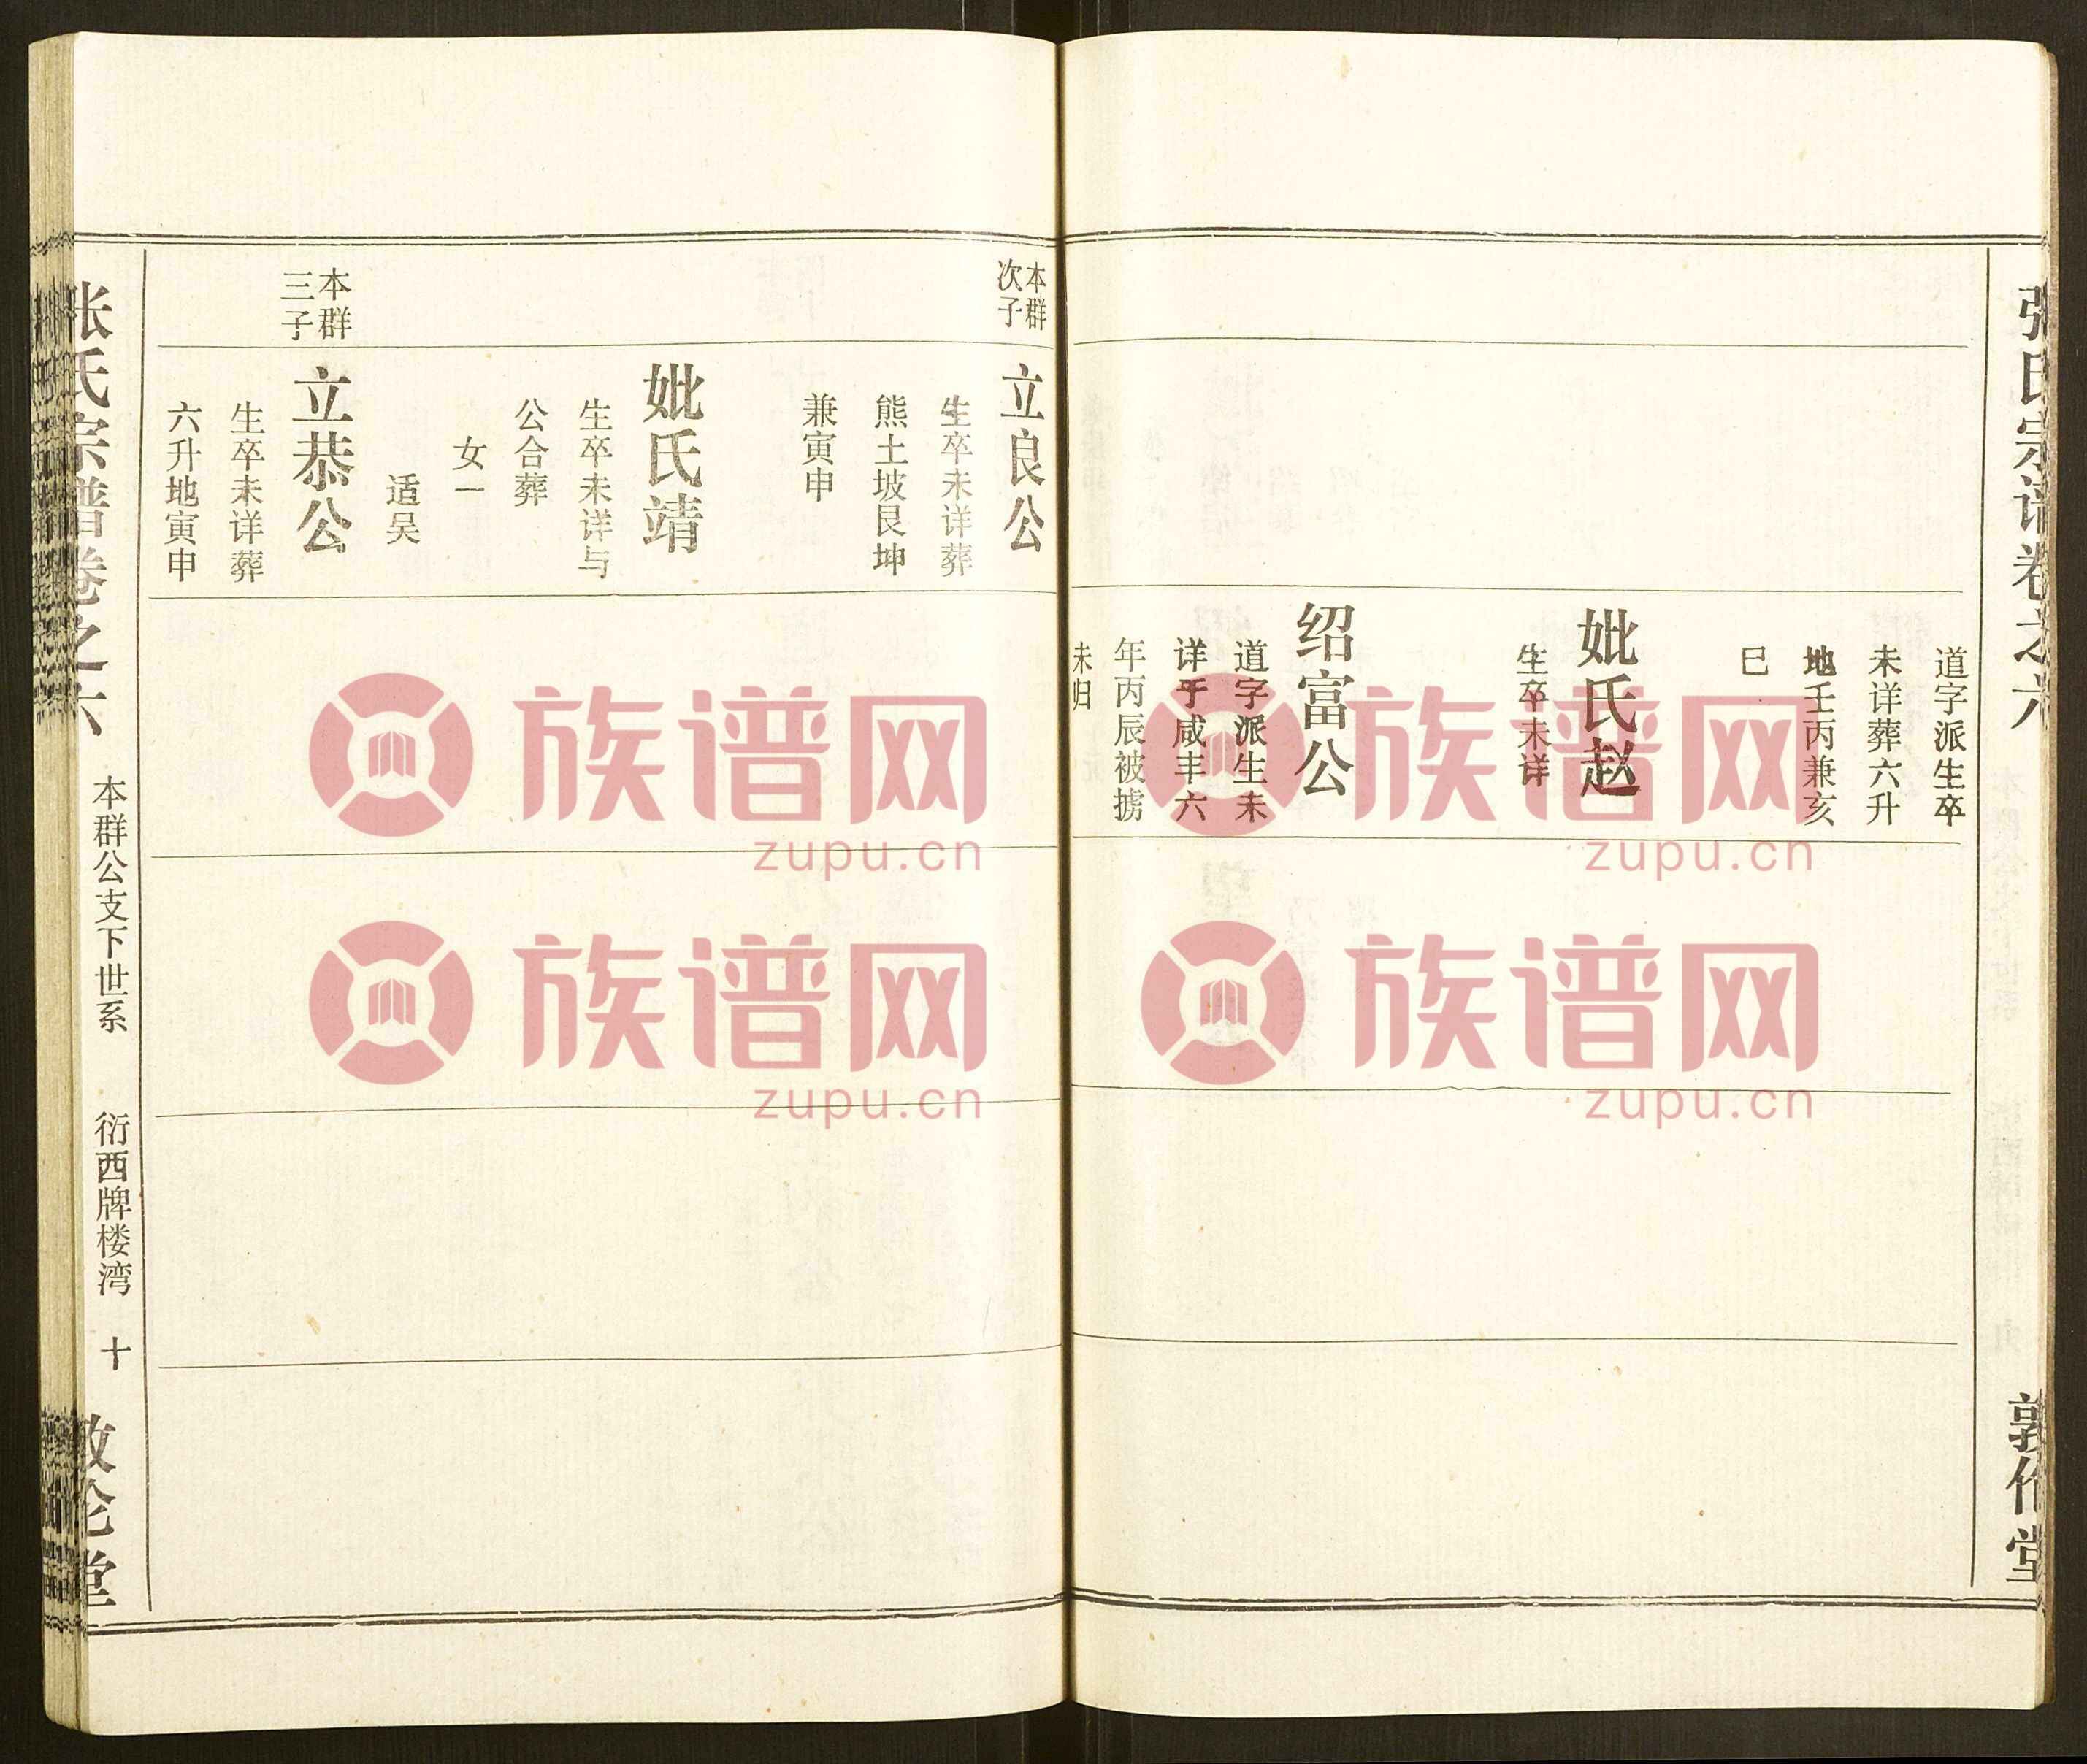 张氏宗谱卷之六
敦伦堂
道字派生卒
未详葬六升
地壬丙兼亥
巳
妣氏赵
生卒未详
绍富公
道字派生未
详于咸丰六
年丙辰被掳
未归
本群
次子
立良公
生卒未详葬
熊土坡艮坤
兼寅申
妣氏靖
生卒未详与
公合葬
女一
适吴
本群
三子
立恭公
生卒未详葬
六升地寅申
张氏宗谱卷之六
本群公支下世系
衍西牌楼湾
十
敦伦堂
族谱网
zupu.cn
族谱网
zupu.cn
族谱网
zupu.cn
族谱网
zupu.cn